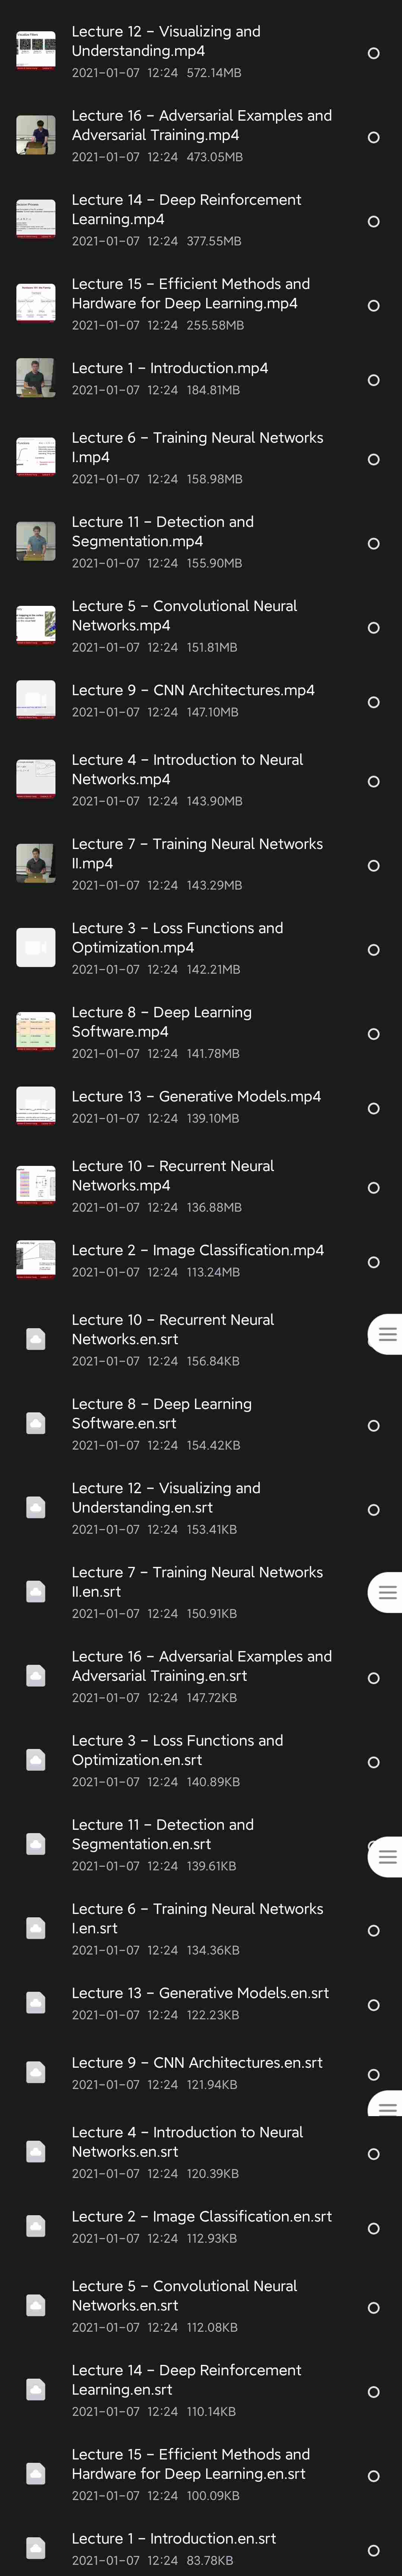 Lecture 12 – Visualizing and
Understanding.mp4
2021-01-07 12:24 572.14MB
Lecture 16 – Adversarial Examples and
Adversarial Training.mp4
2021-01-07 12:24 473.05MB
Lecture 14 – Deep Reinforcement
Learning.mp4
2021-01-07 12:24 377.55MB
Lecture 15 – Efficient Methods and
Hardware for Deep Learning.mp4
2021-01-07 12:24 255.58MB
Lecture 1 – Introduction.mp4
2021-01-07 12:24 184.81MB
Lecture 6 – Training Neural Networks
I.mp4
2021-01-07 12:24 158.98MB
Lecture 11 – Detection and
Segmentation.mp4
2021-01-07 12:24 155.90MB
Lecture 5 – Convolutional Neural
Networks.mp4
2021-01-07 12:24 151.81MB
Lecture 9 – CNN Architectures.mp4
2021-01-07 12:24 147.10MB
Lecture 4 – Introduction to Neural
Networks.mp4
2021-01-07 12:24 143.90MB
Lecture 7 – Training Neural Networks
II.mp4
2021-01-07 12:24 143.29MB
Lecture 3 – Loss Functions and
Optimization.mp4
2021-01-07 12:24 142.21MB
Lecture 8 – Deep Learning
Software.mp4
2021-01-07 12:24 141.78MB
Lecture 13 – Generative Models.mp4
2021-01-07 12:24 139.10MB
Lecture 10 – Recurrent Neural
Networks.mp4
2021-01-07 12:24 136.88MB
Lecture 2 – Image Classification.mp4
2021-01-07 12:24 113.24MB
Lecture 10 – Recurrent Neural
Networks.en.srt
2021-01-07 12:24 156.84KB
Lecture 8 – Deep Learning
Software.en.srt
2021-01-07 12:24 154.42KB
Lecture 12 – Visualizing and
Understanding.en.srt
2021-01-07 12:24 153.41KB
Lecture 7 – Training Neural Networks
II.en.srt
2021-01-07 12:24 150.91KB
Lecture 16 – Adversarial Examples and
Adversarial Training.en.srt
2021-01-07 12:24 147.72KB
Lecture 3 – Loss Functions and
Optimization.en.srt
2021-01-07 12:24 140.89KB
Lecture 11 – Detection and
Segmentation.en.srt
2021-01-07 12:24 139.61KB
Lecture 6 – Training Neural Networks
I.en.srt
2021-01-07 12:24 134.36KB
Lecture 13 – Generative Models.en.srt
2021-01-07 12:24 122.23KB
Lecture 9 – CNN Architectures.en.srt
2021-01-07 12:24 121.94KB
Lecture 4 – Introduction to Neural
Networks.en.srt
2021-01-07 12:24 120.39KB
Lecture 2 – Image Classification.en.srt
2021-01-07 12:24 112.93KB
Lecture 5 – Convolutional Neural
Networks.en.srt
2021-01-07 12:24 112.08KB
Lecture 14 – Deep Reinforcement
Learning.en.srt
2021-01-07 12:24 110.14KB
Lecture 15 – Efficient Methods and
Hardware for Deep Learning.en.srt
2021-01-07 12:24 100.09KB
Lecture 1 – Introduction.en.srt
2021-01-07 12:24 83.78KB